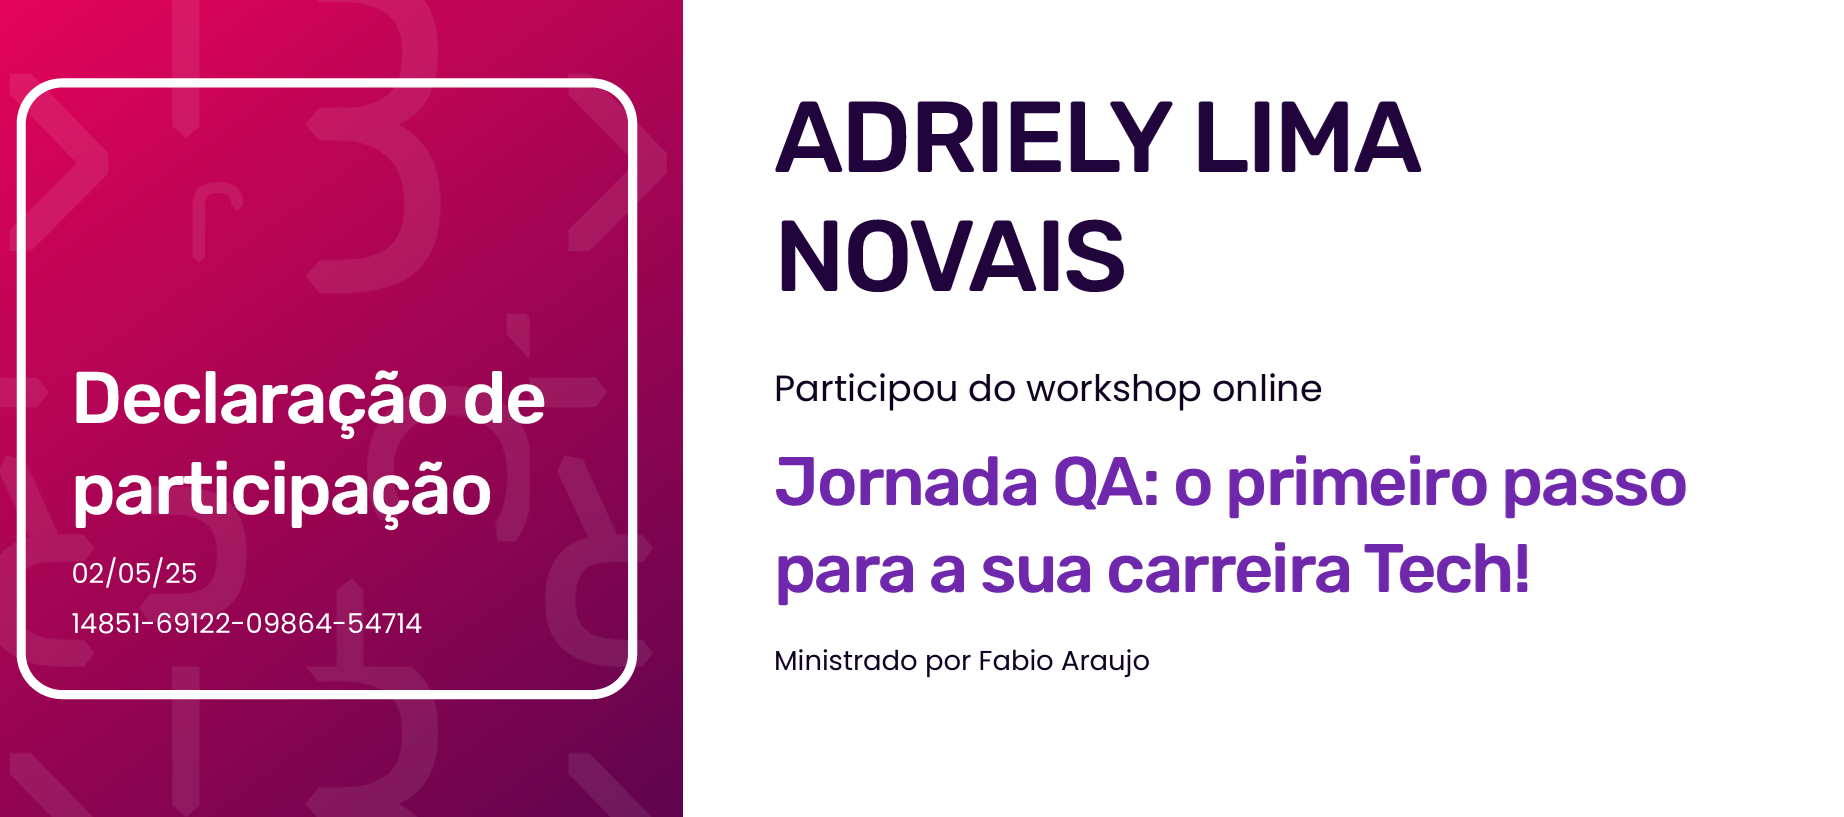 Declaração de
participação
02/05/25
14851-69122-09864-54714
ADRIELY LIMA
NOVAIS
Participou do workshop online
Jornada QA: o primeiro passo
para a sua carreira Tech!
Ministrado por Fabio Araujo